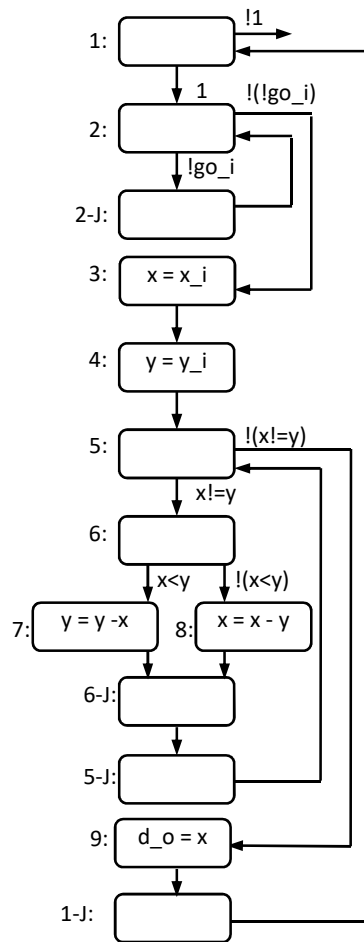 !1
1:
1
!(!go_i)
2:
!go_i
2-J:
3:
x = x_i
4:
y = y_i
5:
!(x!=y)
x!=y
6:
x<y
!(x<y)
7:
y = y -x
8:
x = x - y
6-J:
5-J:
9:
d_o = x
1-J: